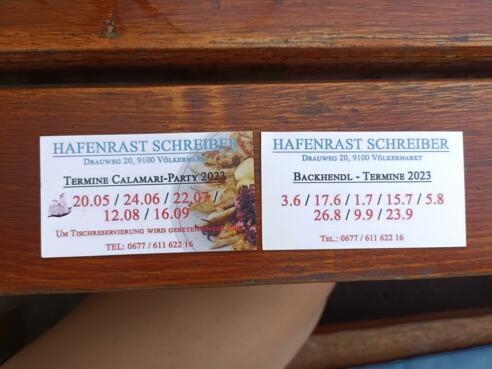 HAFENRAST SCHREIBER
Drauweg 20, 9100 Völkermarkt
Termine Calamari-Party 2023
20.05 / 24.06 / 22.07 /
12.08 / 16.09
Um Tischreservierung wird gebeten unter
TEL.: 0677 / 611 622 16
HAFENRAST SCHREIBER
Drauweg 20, 9100 Völkermarkt
Backhendl - Termine 2023
3.6 / 17.6 / 1.7 / 15.7 / 5.8
26.8 / 9.9 / 23.9
Tel.: 0677 / 611 622 16